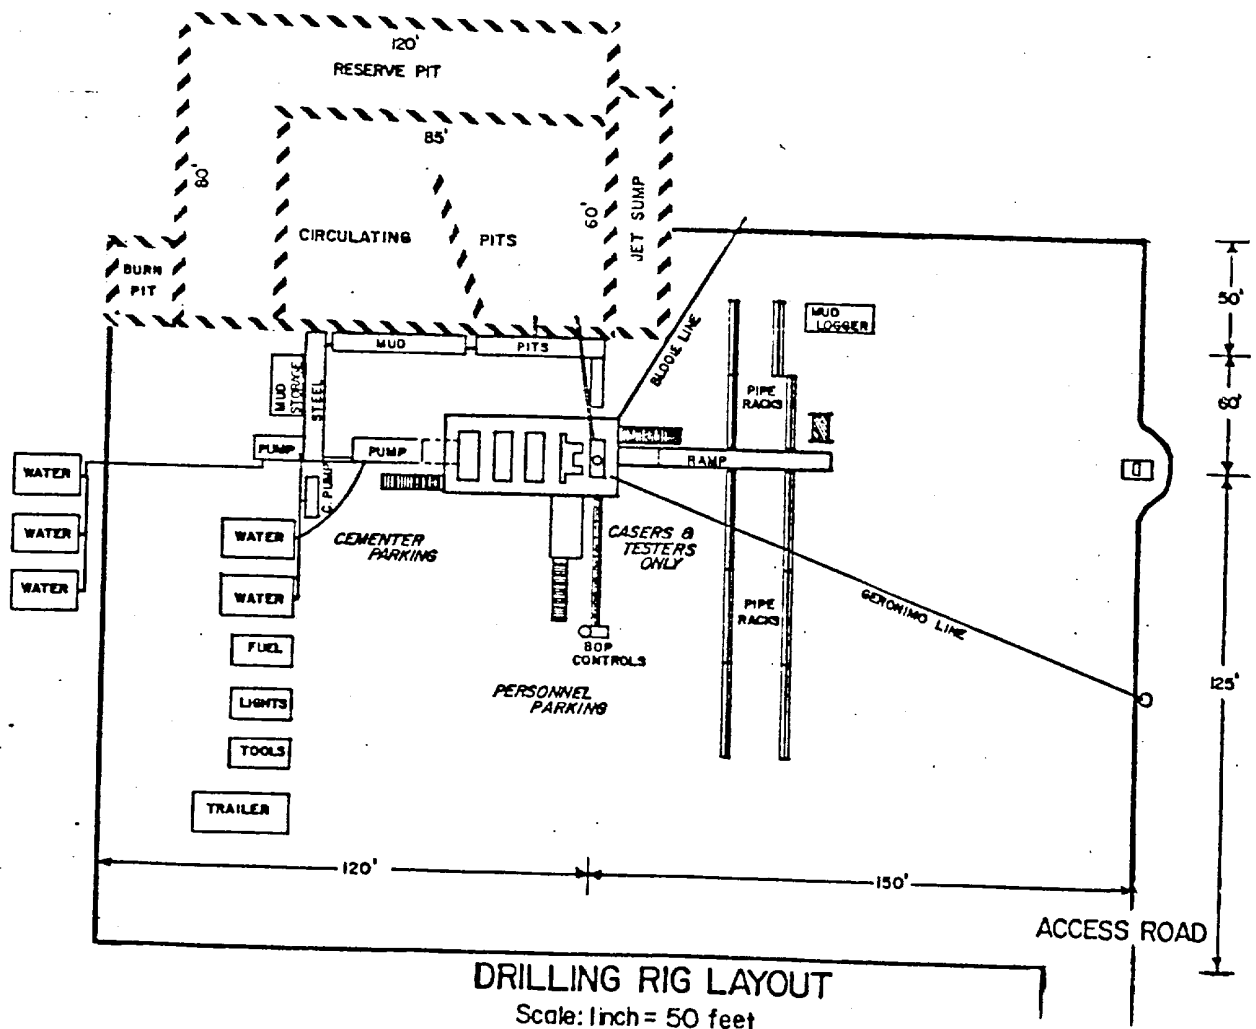 120'
RESERVE PIT
85'
80'
60'
JET SUMP
CIRCULATING
PITS
BURN
PIT
MUD
PITS
BLOOIE LINE
MUD
LOGGER
50'
MUD
STORAGE
STEEL
PIPE
RACKS
60'
PUMP
PUMP
RAMP
WATER
C. PUMP
WATER
WATER
CEMENTER
PARKING
CASERS &
TESTERS
ONLY
WATER
WATER
PIPE
RACKS
GERONIMO LINE
FUEL
BOP
CONTROLS
125'
LIGHTS
PERSONNEL
PARKING
TOOLS
TRAILER
120'
150'
ACCESS ROAD
DRILLING RIG LAYOUT
Scale: 1 inch = 50 feet